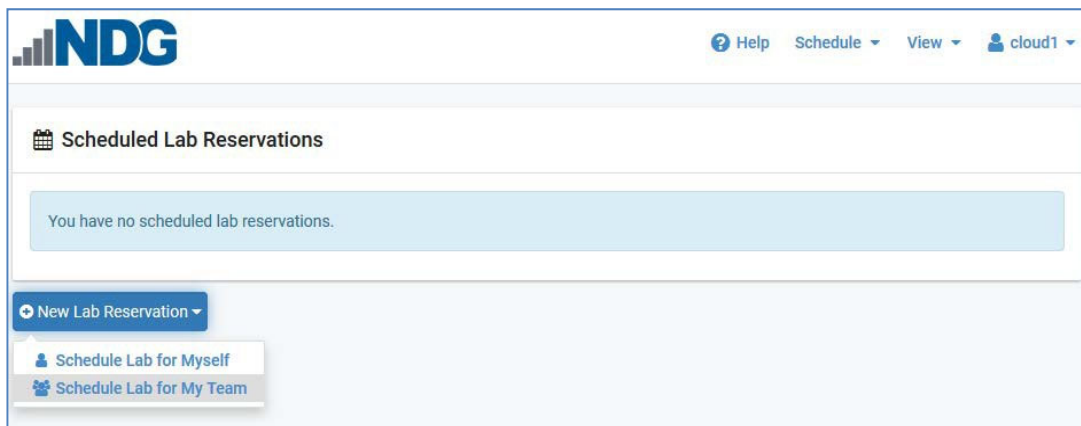 NDG
Help Schedule View cloud1
Scheduled Lab Reservations
You have no scheduled lab reservations.
New Lab Reservation
Schedule Lab for Myself
Schedule Lab for My Team